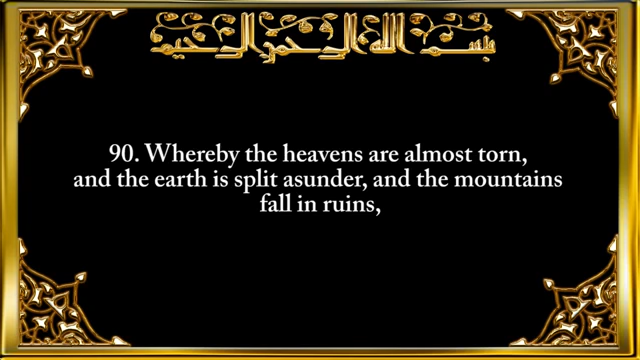 بسم الله الرحمن الرحيم
90. Whereby the heavens are almost torn,
and the earth is split asunder, and the mountains
fall in ruins,